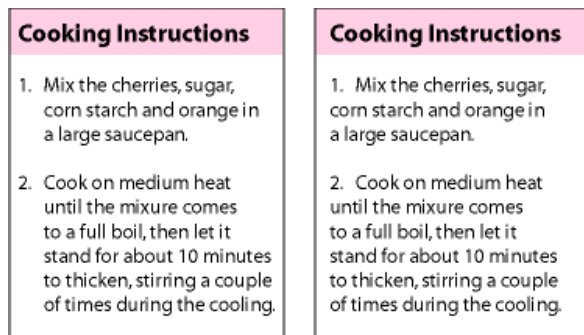 Cooking Instructions
1. Mix the cherries, sugar,
corn starch and orange in
a large saucepan.
2. Cook on medium heat
until the mixure comes
to a full boil, then let it
stand for about 10 minutes
to thicken, stirring a couple
of times during the cooling.
Cooking Instructions
1. Mix the cherries, sugar,
corn starch and orange in
a large saucepan.
2. Cook on medium heat
until the mixure comes
to a full boil, then let it
stand for about 10 minutes
to thicken, stirring a couple
of times during the cooling.